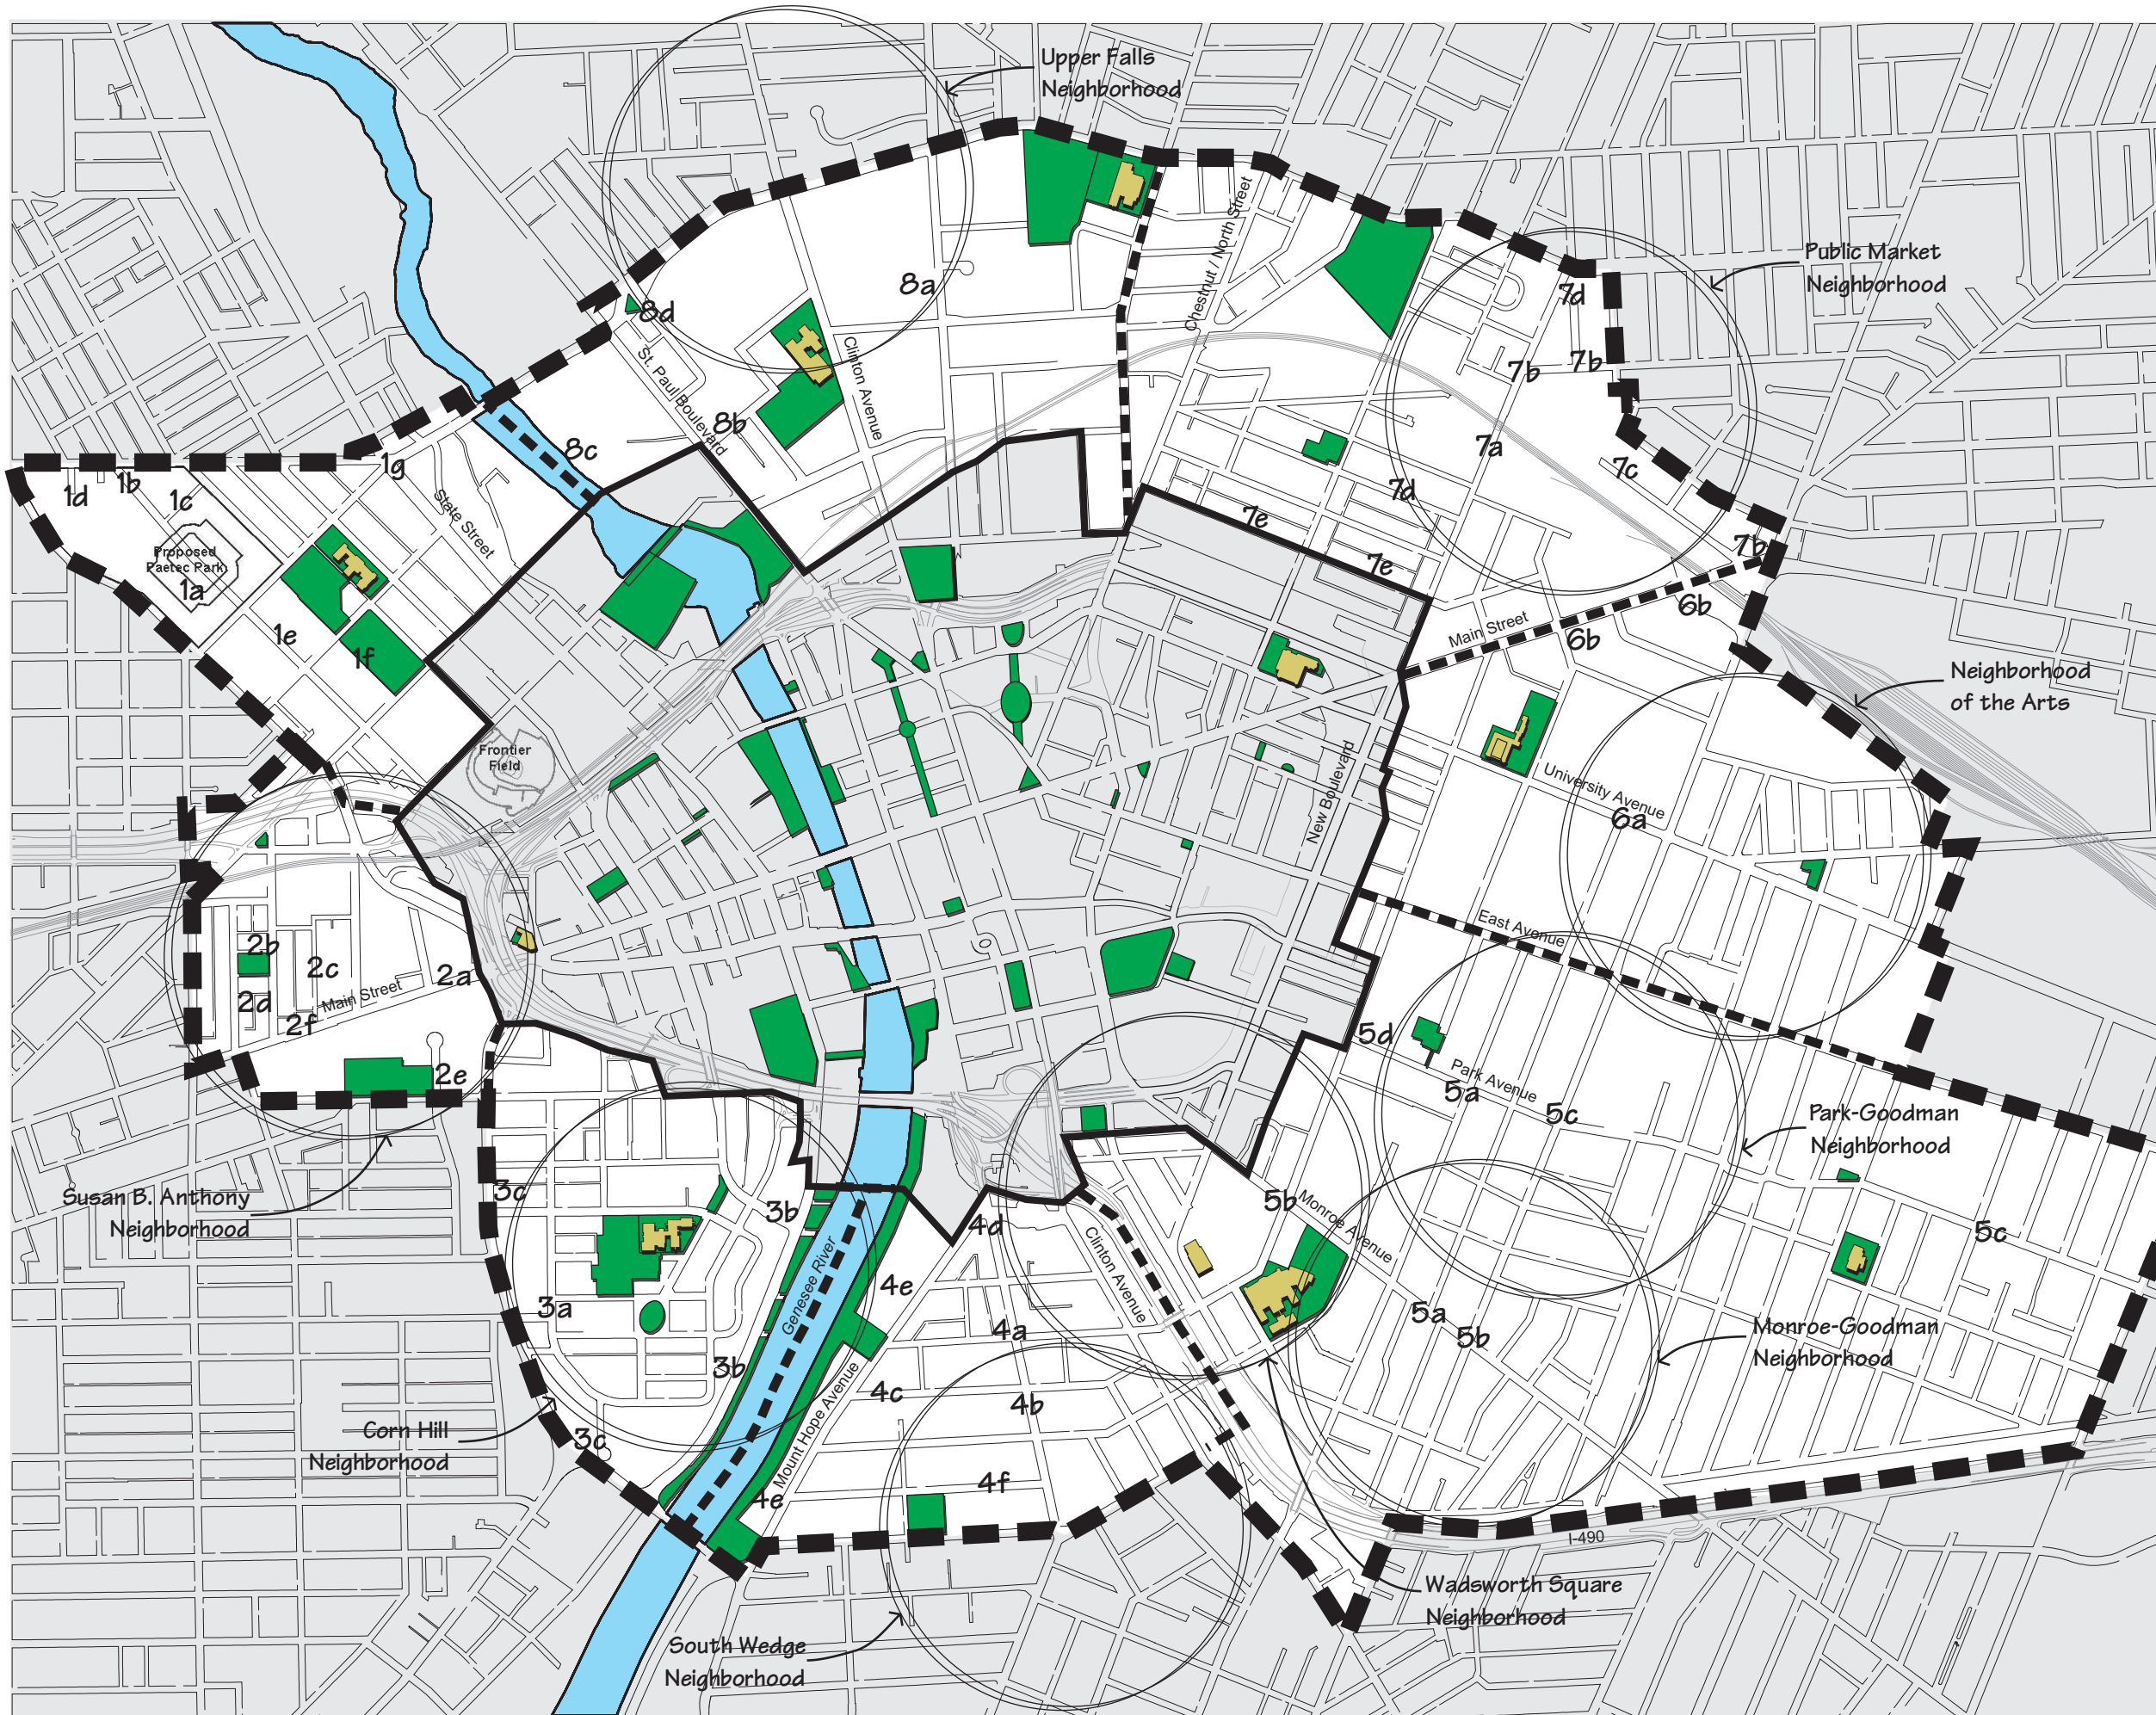 Upper Falls
Neighborhood
Public Market
Neighborhood
Chestnut / North Street
8a
7d
8d
St. Paul Boulevard
Clinton Avenue
7b
7b
8b
7a
8c
1g
7c
1d
1b
1c
7d
State Street
7e
Proposed
Paetec Park
1a
7b
7e
6b
1e
Main Street
6b
1f
Neighborhood
of the Arts
Frontier
Field
New Boulevard
University Avenue
6a
East Avenue
2b
2c
2a
Main Street
2d
2f
5d
2e
Park Avenue
5a
5c
Park-Goodman
Neighborhood
Susan B. Anthony
Neighborhood
3c
3b
4d
5b
Monroe Avenue
5c
Clinton Avenue
Genesee River
4e
3a
4a
5a
5b
Monroe-Goodman
Neighborhood
3b
Mount Hope Avenue
4c
4b
Corn Hill
Neighborhood
3c
4f
4e
I-490
Wadsworth Square
Neighborhood
South Wedge
Neighborhood